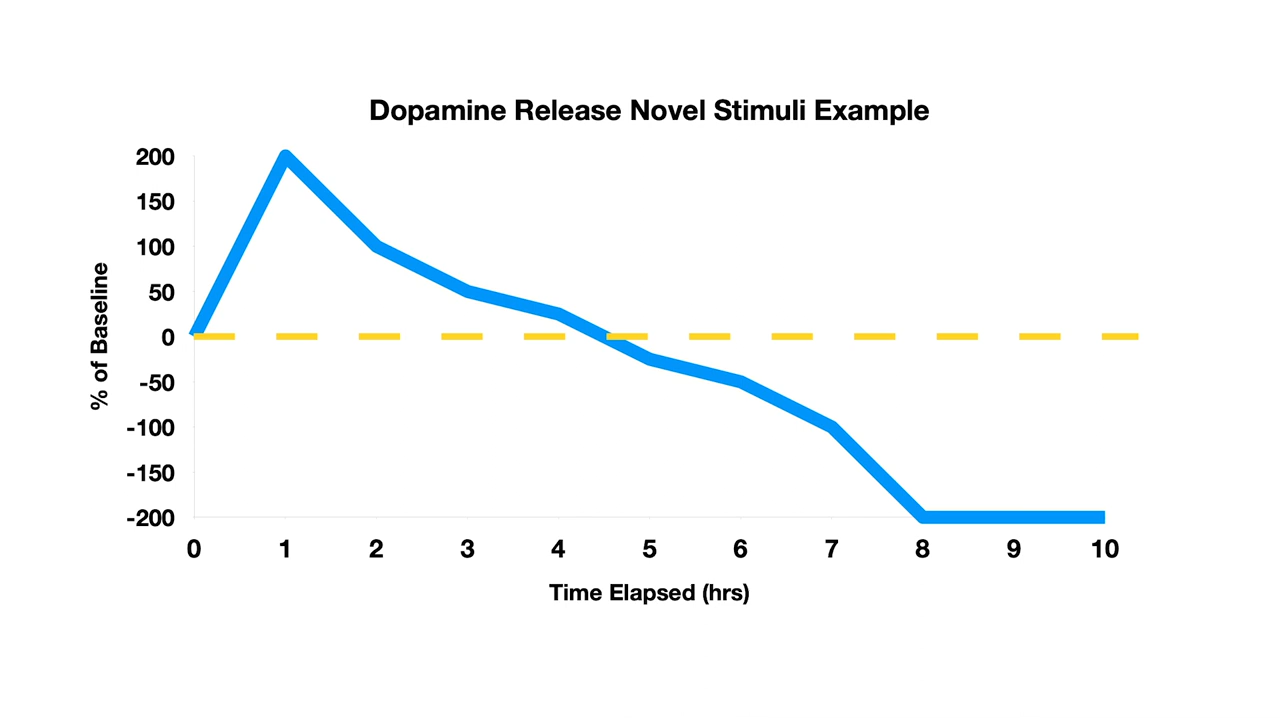 Dopamine Release Novel Stimuli Example
200
150
100
50
0
-50
-100
-150
-200
% of Baseline
0 1 2 3 4 5 6 7 8 9 10
Time Elapsed (hrs)